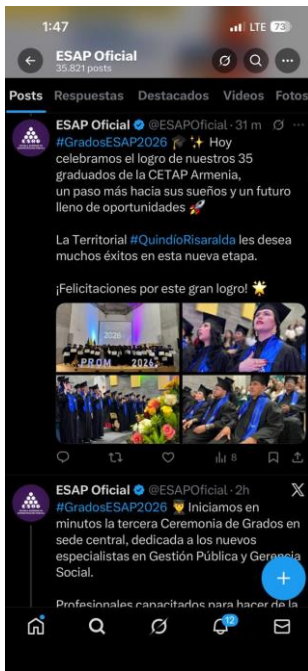 1:47
LTE 73
ESAP Oficial
35.821 posts
Posts Respuestas Destacados Videos Fotos
ESAP Oficial @ESAPOficial · 31 m
#GradosESAP2026 🎓✨ Hoy
celebramos el logro de nuestros 35
graduados de la CETAP Armenia,
un paso más hacia sus sueños y un futuro
lleno de oportunidades 🚀
La Territorial #QuindíoRisaralda les desea
muchos éxitos en esta nueva etapa.
¡Felicitaciones por este gran logro! 🌟
2026
PROM 2026
8
ESAP Oficial @ESAPOficial · 2h
#GradosESAP2026 👨‍🎓 Iniciamos en
minutos la tercera Ceremonia de Grados en
sede central, dedicada a los nuevos
especialistas en Gestión Pública y Gerencia
Social.
Profesionales capacitados para hacer de la
12